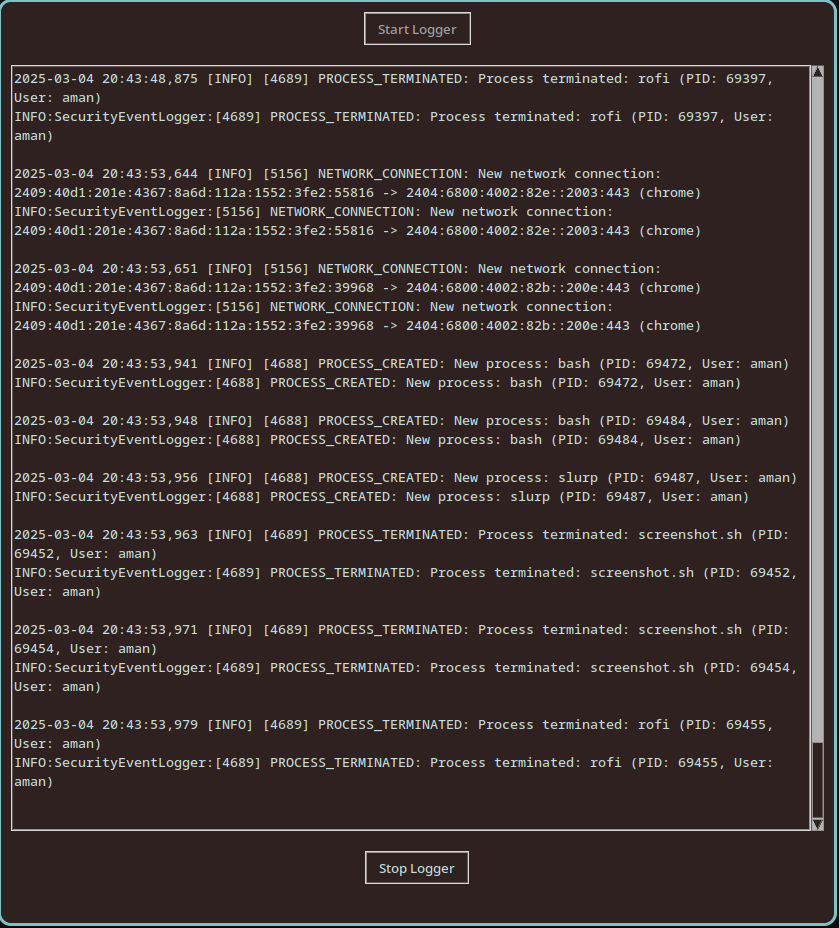 Start Logger
2025-03-04 20:43:48,875 [INFO] [4689] PROCESS_TERMINATED: Process terminated: rofi (PID: 69397,
User: aman)
INFO:SecurityEventLogger:[4689] PROCESS_TERMINATED: Process terminated: rofi (PID: 69397, User:
aman)
2025-03-04 20:43:53,644 [INFO] [5156] NETWORK_CONNECTION: New network connection:
2409:40d1:201e:4367:8a6d:112a:1552:3fe2:55816 -> 2404:6800:4002:82e::2003:443 (chrome)
INFO:SecurityEventLogger:[5156] NETWORK_CONNECTION: New network connection:
2409:40d1:201e:4367:8a6d:112a:1552:3fe2:55816 -> 2404:6800:4002:82e::2003:443 (chrome)
2025-03-04 20:43:53,651 [INFO] [5156] NETWORK_CONNECTION: New network connection:
2409:40d1:201e:4367:8a6d:112a:1552:3fe2:39968 -> 2404:6800:4002:82b::200e:443 (chrome)
INFO:SecurityEventLogger:[5156] NETWORK_CONNECTION: New network connection:
2409:40d1:201e:4367:8a6d:112a:1552:3fe2:39968 -> 2404:6800:4002:82b::200e:443 (chrome)
2025-03-04 20:43:53,941 [INFO] [4688] PROCESS_CREATED: New process: bash (PID: 69472, User: aman)
INFO:SecurityEventLogger:[4688] PROCESS_CREATED: New process: bash (PID: 69472, User: aman)
2025-03-04 20:43:53,948 [INFO] [4688] PROCESS_CREATED: New process: bash (PID: 69484, User: aman)
INFO:SecurityEventLogger:[4688] PROCESS_CREATED: New process: bash (PID: 69484, User: aman)
2025-03-04 20:43:53,956 [INFO] [4688] PROCESS_CREATED: New process: slurp (PID: 69487, User: aman)
INFO:SecurityEventLogger:[4688] PROCESS_CREATED: New process: slurp (PID: 69487, User: aman)
2025-03-04 20:43:53,963 [INFO] [4689] PROCESS_TERMINATED: Process terminated: screenshot.sh (PID:
69452, User: aman)
INFO:SecurityEventLogger:[4689] PROCESS_TERMINATED: Process terminated: screenshot.sh (PID: 69452,
User: aman)
2025-03-04 20:43:53,971 [INFO] [4689] PROCESS_TERMINATED: Process terminated: screenshot.sh (PID:
69454, User: aman)
INFO:SecurityEventLogger:[4689] PROCESS_TERMINATED: Process terminated: screenshot.sh (PID: 69454,
User: aman)
2025-03-04 20:43:53,979 [INFO] [4689] PROCESS_TERMINATED: Process terminated: rofi (PID: 69455,
User: aman)
INFO:SecurityEventLogger:[4689] PROCESS_TERMINATED: Process terminated: rofi (PID: 69455, User:
aman)
Stop Logger